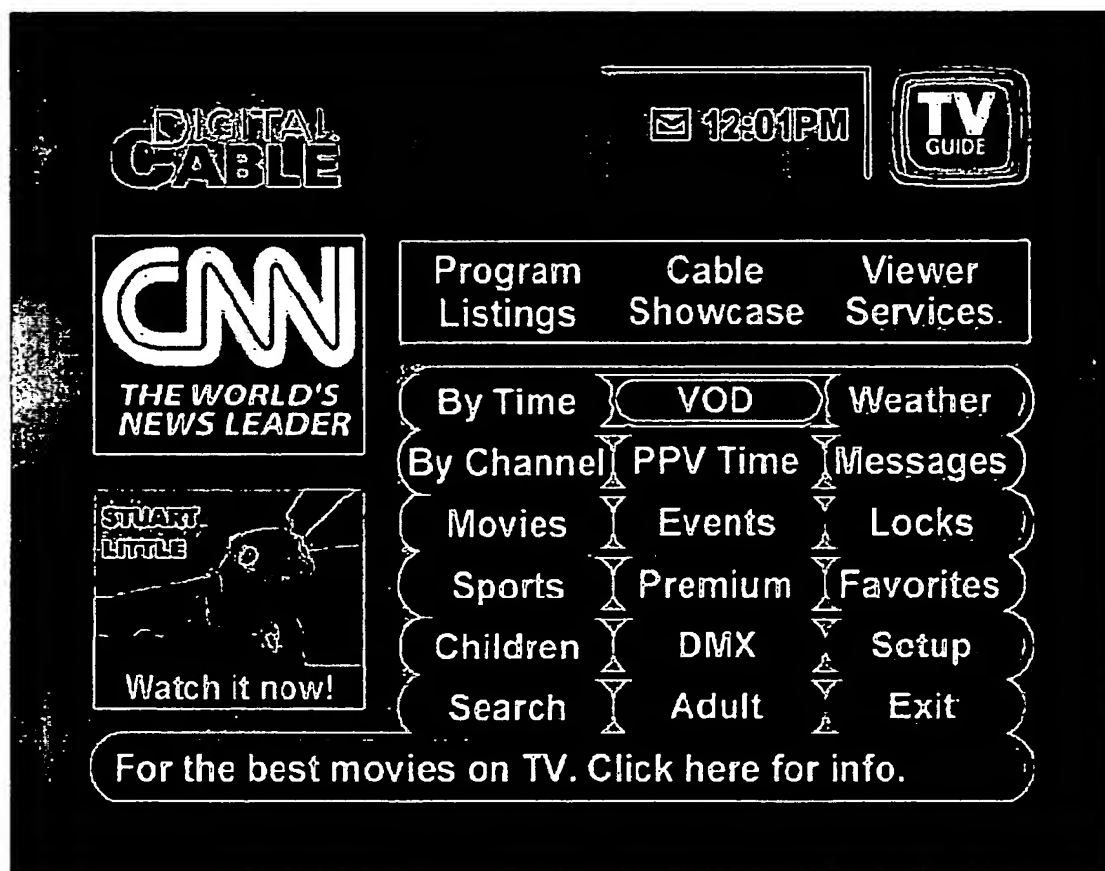 DIGITAL
CABLE
12:01PM
TV
GUIDE
CNN
THE WORLD'S
NEWS LEADER
Program Cable Viewer
Listings Showcase Services
By Time VOD Weather
By Channel PPV Time Messages
Movies Events Locks
Sports Premium Favorites
Children DMX Setup
Search Adult Exit
STUART
LITTLE
Watch it now!
For the best movies on TV. Click here for info.